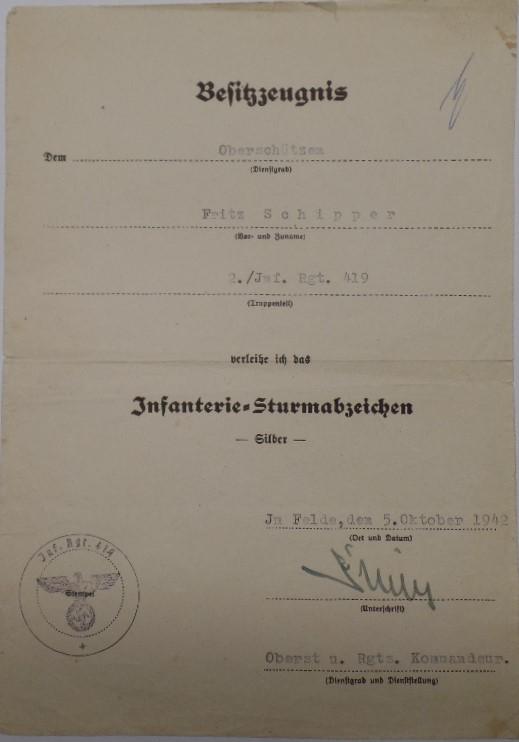 Besitzzeugnis
Dem Oberschützen
(Dienstgrad)
Fritz Schipper
(Vor- und Zuname)
2./Jnf. Rgt. 419
(Truppenteil)
verleihe ich das
Infanterie-Sturmabzeichen
— Silber —
Jm Felde,den 5.Oktober 1942
(Ort und Datum)
Inf. Rgt. 419
Stempel
(Unterschrift)
Oberst u. Rgts. Kommandeur.
(Dienstgrad und Dienststellung)